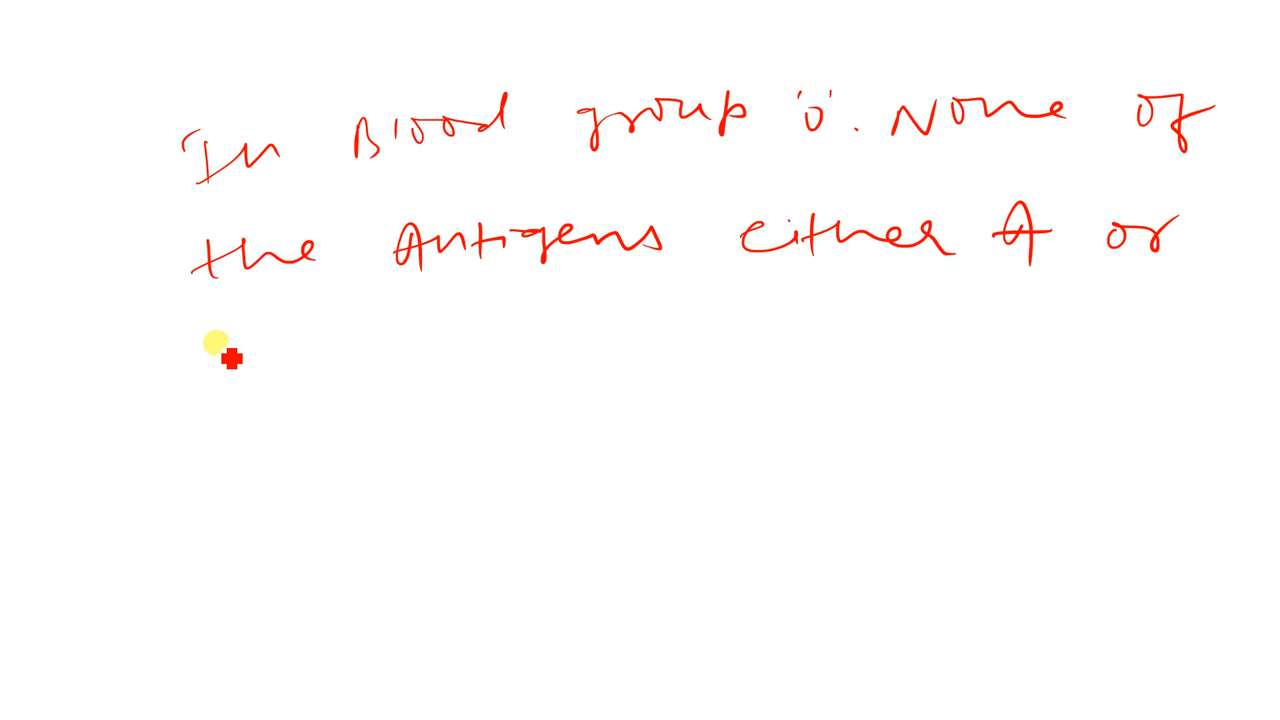 In Blood group 'O'. None of
the Antigens either A or